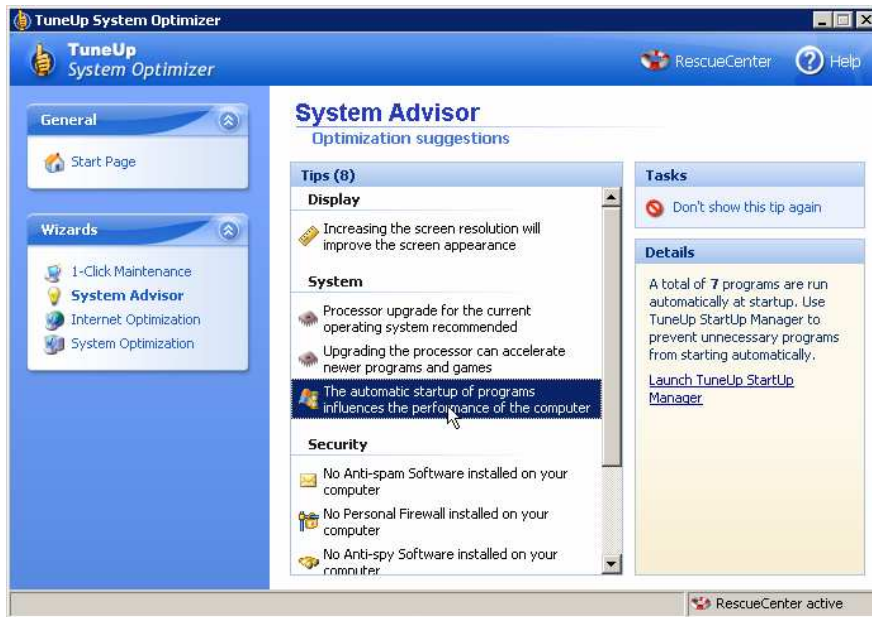 TuneUp System Optimizer
TuneUp
System Optimizer
RescueCenter
Help
General
Start Page
Wizards
1-Click Maintenance
System Advisor
Internet Optimization
System Optimization
System Advisor
Optimization suggestions
Tips (8)
Display
Increasing the screen resolution will
improve the screen appearance
System
Processor upgrade for the current
operating system recommended
Upgrading the processor can accelerate
newer programs and games
The automatic startup of programs
influences the performance of the computer
Security
No Anti-spam Software installed on your
computer
No Personal Firewall installed on your
computer
No Anti-spy Software installed on your
computer
Tasks
Don't show this tip again
Details
A total of 7 programs are run
automatically at startup. Use
TuneUp StartUp Manager to
prevent unnecessary programs
from starting automatically.
Launch TuneUp StartUp
Manager
RescueCenter active